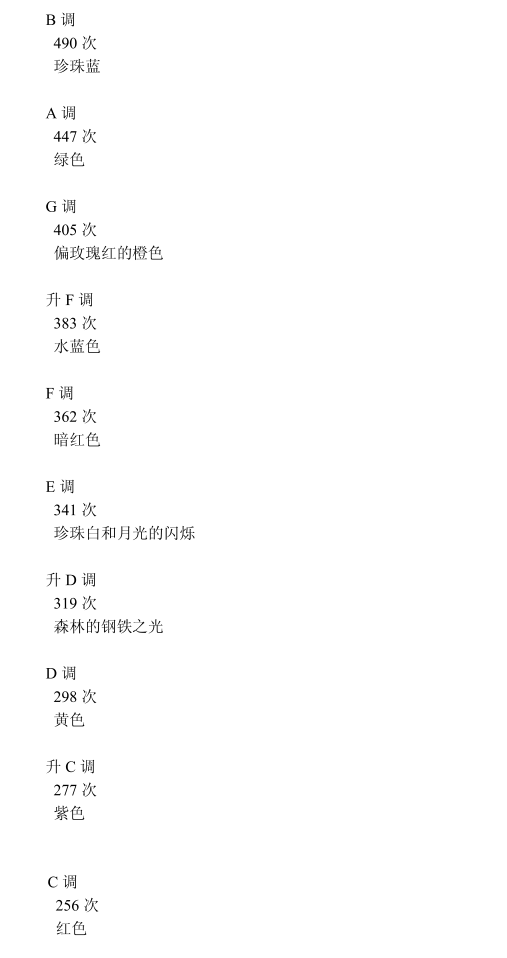 B 调
490 次
珍珠蓝
A 调
447 次
绿色
G 调
405 次
偏玫瑰红的橙色
升 F 调
383 次
水蓝色
F 调
362 次
暗红色
E 调
341 次
珍珠白和月光的闪烁
升 D 调
319 次
森林的钢铁之光
D 调
298 次
黄色
升 C 调
277 次
紫色
C 调
256 次
红色